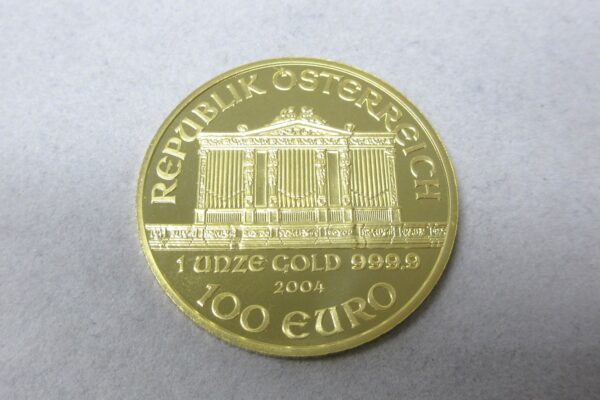 REPUBLIK ÖSTERREICH
1 UNZE GOLD 999.9
2004
100 EURO